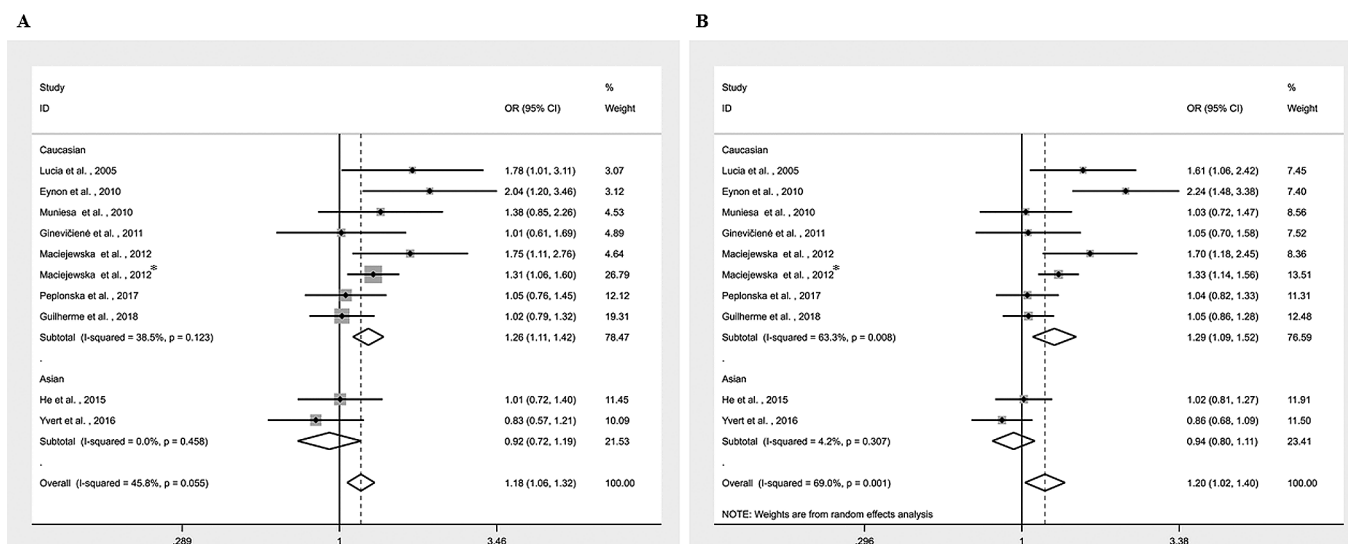 A
Study %
ID OR (95% CI) Weight
Caucasian
Lucia et al. , 2005 1.78 (1.01, 3.11) 3.07
Eynon et al. , 2010 2.04 (1.20, 3.46) 3.12
Muniesa et al. , 2010 1.38 (0.85, 2.26) 4.53
Ginevičienė et al. , 2011 1.01 (0.61, 1.69) 4.89
Maciejewska et al. , 2012 1.75 (1.11, 2.76) 4.64
Maciejewska et al. , 2012* 1.31 (1.06, 1.60) 26.79
Peplonska et al. , 2017 1.05 (0.76, 1.45) 12.12
Guilherme et al. , 2018 1.02 (0.79, 1.32) 19.31
Subtotal (I-squared = 38.5%, p = 0.123) 1.26 (1.11, 1.42) 78.47
.
Asian
He et al. , 2015 1.01 (0.72, 1.40) 11.45
Yvert et al. , 2016 0.83 (0.57, 1.21) 10.09
Subtotal (I-squared = 0.0%, p = 0.458) 0.92 (0.72, 1.19) 21.53
.
Overall (I-squared = 45.8%, p = 0.055) 1.18 (1.06, 1.32) 100.00
.289 1 3.46
B
Study %
ID OR (95% CI) Weight
Caucasian
Lucia et al. , 2005 1.61 (1.06, 2.42) 7.45
Eynon et al. , 2010 2.24 (1.48, 3.38) 7.40
Muniesa et al. , 2010 1.03 (0.72, 1.47) 8.56
Ginevičienė et al. , 2011 1.05 (0.70, 1.58) 7.52
Maciejewska et al. , 2012 1.70 (1.18, 2.45) 8.36
Maciejewska et al. , 2012* 1.33 (1.14, 1.56) 13.51
Peplonska et al. , 2017 1.04 (0.82, 1.33) 11.31
Guilherme et al. , 2018 1.05 (0.86, 1.28) 12.48
Subtotal (I-squared = 63.3%, p = 0.008) 1.29 (1.09, 1.52) 76.59
.
Asian
He et al. , 2015 1.02 (0.81, 1.27) 11.91
Yvert et al. , 2016 0.86 (0.68, 1.09) 11.50
Subtotal (I-squared = 4.2%, p = 0.307) 0.94 (0.80, 1.11) 23.41
.
Overall (I-squared = 69.0%, p = 0.001) 1.20 (1.02, 1.40) 100.00
NOTE: Weights are from random effects analysis
.296 1 3.38